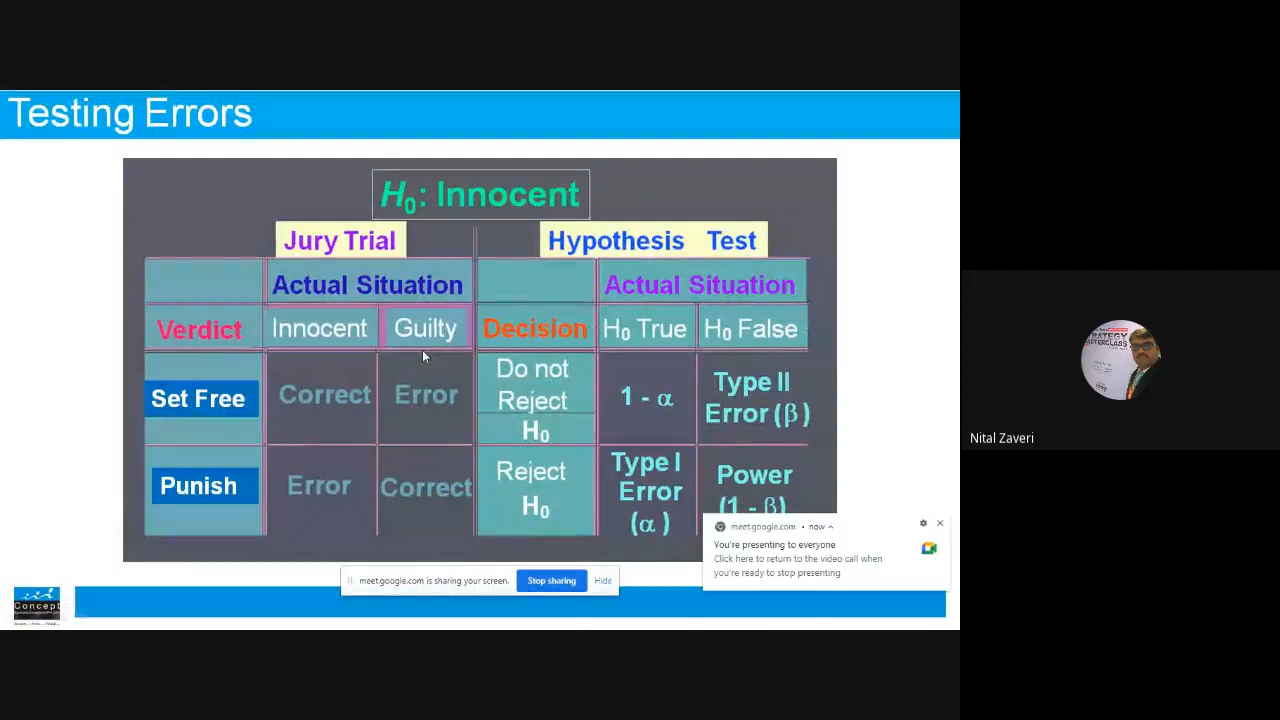 Testing Errors
H0: Innocent
Jury Trial
Hypothesis Test
Actual Situation
Actual Situation
Verdict
Innocent
Guilty
Decision
H0 True
H0 False
Set Free
Correct
Error
Do not
Reject
H0
1 - α
Type II
Error (β)
Punish
Error
Correct
Reject
H0
Type I
Error
(α )
Power
(1 - β)
meet.google.com • now
You're presenting to everyone
Click here to return to the video call when
you're ready to stop presenting
meet.google.com is sharing your screen.
Stop sharing
Hide
Concept
STRATEGY
MASTERCLASS
Nital Zaveri